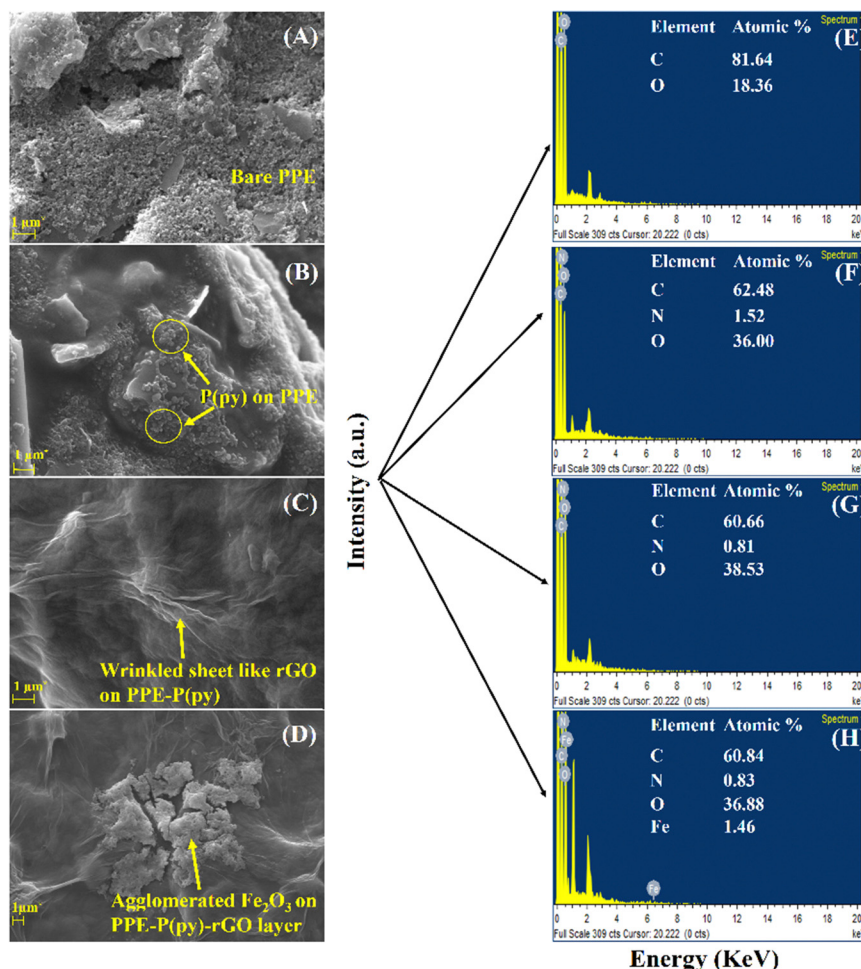 (A)
Bare PPE
1 µm
(B)
P(py) on PPE
1 µm
(C)
Wrinkled sheet like rGO
on PPE-P(py)
1 µm
(D)
Agglomerated Fe₂O₃ on
PPE-P(py)-rGO layer
1µm
Intensity (a.u.)
Spectrum
(E)
Element Atomic %
C 81.64
O 18.36
O
C
0 2 4 6 8 10 12 14 16 18 20
Full Scale 309 cts Cursor: 20.222 (0 cts) keV
Spectrum
(F)
Element Atomic %
C 62.48
N 1.52
O 36.00
N
O
C
0 2 4 6 8 10 12 14 16 18 20
Full Scale 309 cts Cursor: 20.222 (0 cts) keV
Spectrum
(G)
Element Atomic %
C 60.66
N 0.81
O 38.53
N
O
C
0 2 4 6 8 10 12 14 16 18 20
Full Scale 309 cts Cursor: 20.222 (0 cts) keV
Spectrum
(H)
Element Atomic %
C 60.84
N 0.83
O 36.88
Fe 1.46
N
Fe
C
O
Fe
0 2 4 6 8 10 12 14 16 18 20
Full Scale 309 cts Cursor: 20.222 (0 cts) keV
Energy (KeV)